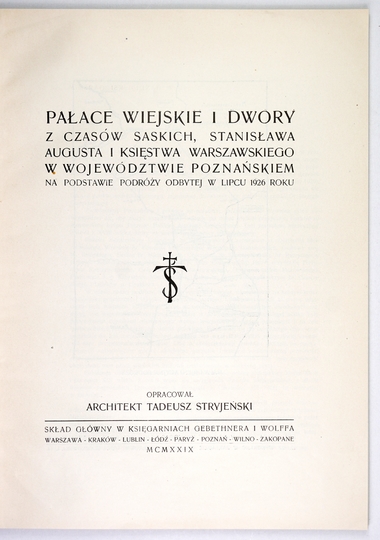 PAŁACE WIEJSKIE I DWORY
Z CZASÓW SASKICH, STANISŁAWA
AUGUSTA I KSIĘSTWA WARSZAWSKIEGO
W WOJEWÓDZTWIE POZNAŃSKIEM
NA PODSTAWIE PODRÓŻY ODBYTEJ W LIPCU 1926 ROKU
OPRACOWAŁ
ARCHITEKT TADEUSZ STRYJEŃSKI
SKŁAD GŁÓWNY W KSIĘGARNIACH GEBETHNERA I WOLFFA
WARSZAWA - KRAKÓW - LUBLIN - ŁÓDŹ - PARYŻ - POZNAŃ - WILNO - ZAKOPANE
MCMXXIX